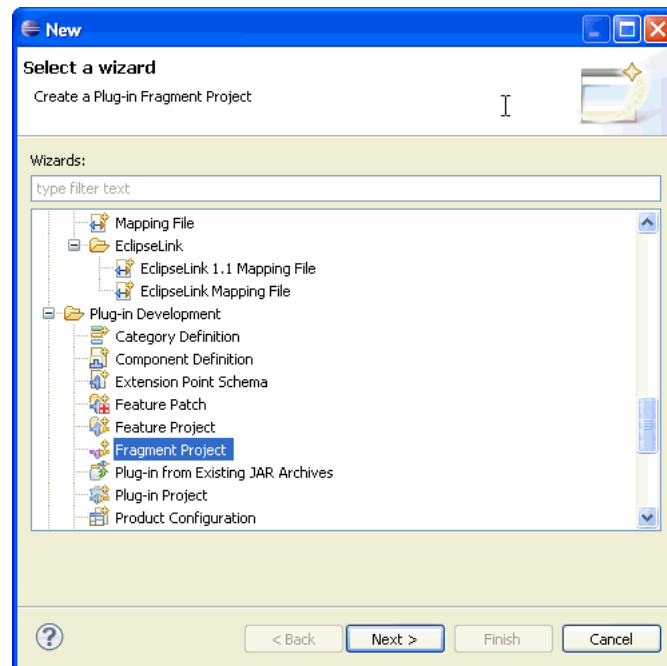 New
Select a wizard
Create a Plug-in Fragment Project
Wizards:
type filter text
Mapping File
EclipseLink
EclipseLink 1.1 Mapping File
EclipseLink Mapping File
Plug-in Development
Category Definition
Component Definition
Extension Point Schema
Feature Patch
Feature Project
Fragment Project
Plug-in from Existing JAR Archives
Plug-in Project
Product Configuration
? < Back Next > Finish Cancel